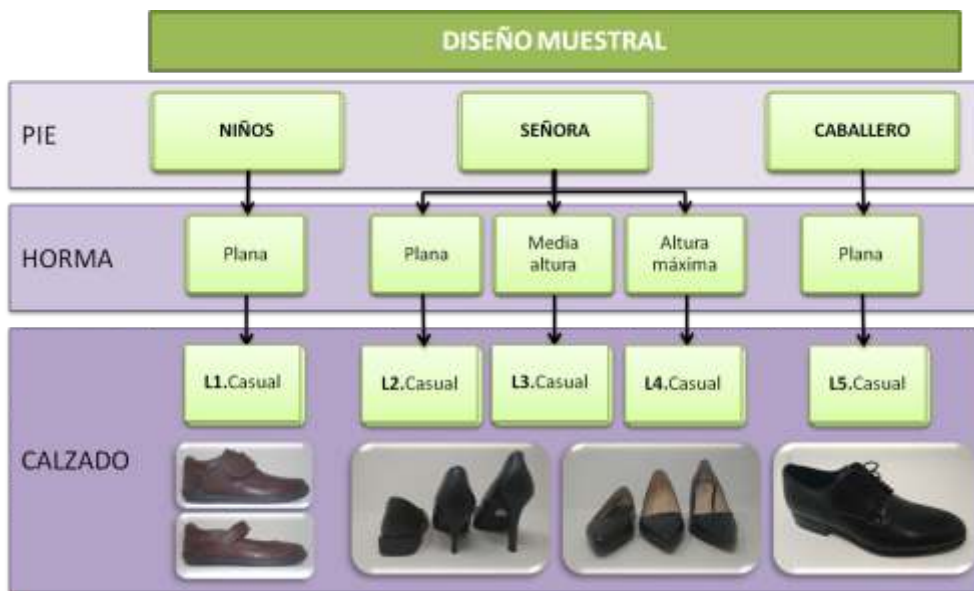 DISEÑO MUESTRAL
PIE
NIÑOS
SEÑORA
CABALLERO
HORMA
Plana
Plana
Media
altura
Altura
máxima
Plana
CALZADO
L1.Casual
L2.Casual
L3.Casual
L4.Casual
L5.Casual